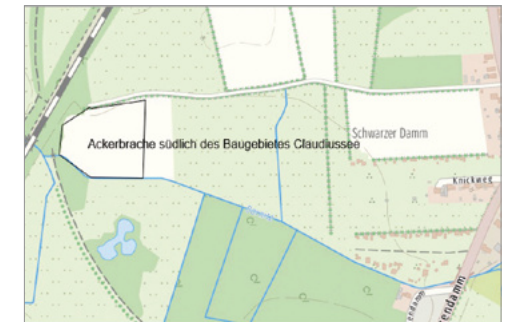 Schwarzer Damm
Ackerbrache südlich des Baugebietes Claudiussee
Knickweg